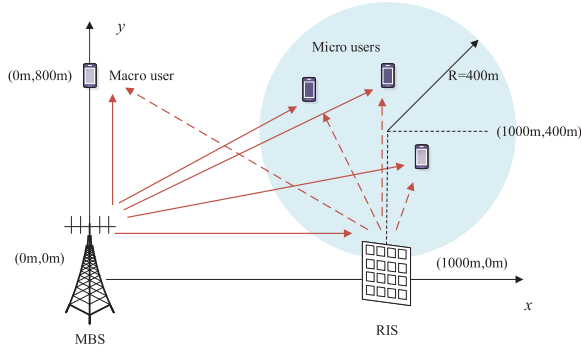 y
Micro users
(0m,800m)
Macro user
R=400m
(1000m,400m)
(0m,0m)
(1000m,0m)
x
RIS
MBS